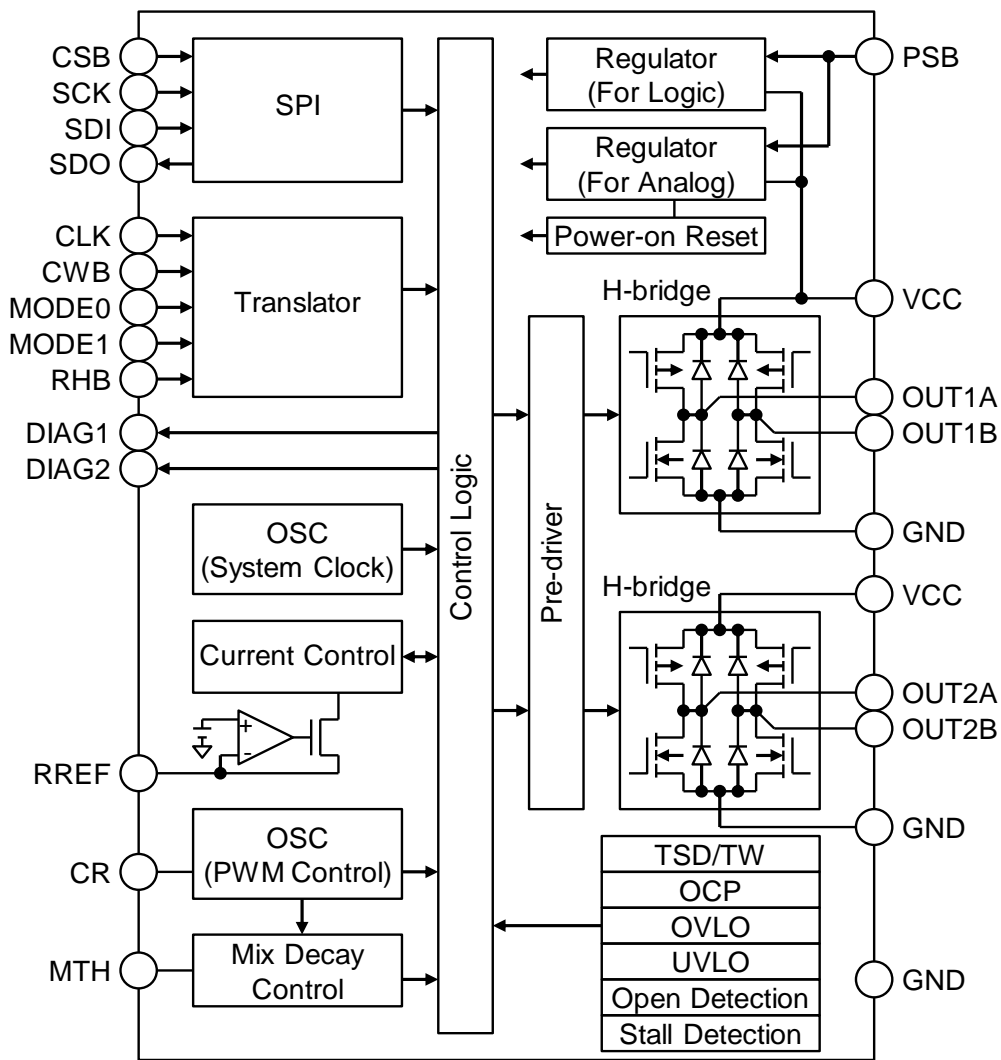 CSB
SCK
SDI
SDO
SPI
CLK
CWB
MODE0
MODE1
RHB
Translator
DIAG1
DIAG2
OSC
(System Clock)
Current Control
+
-
RREF
CR
OSC
(PWM Control)
MTH
Mix Decay
Control
Control Logic
Regulator
(For Logic)
Regulator
(For Analog)
Power-on Reset
PSB
Pre-driver
H-bridge
VCC
OUT1A
OUT1B
GND
H-bridge
VCC
OUT2A
OUT2B
GND
TSD/TW
OCP
OVLO
UVLO
Open Detection
Stall Detection
GND